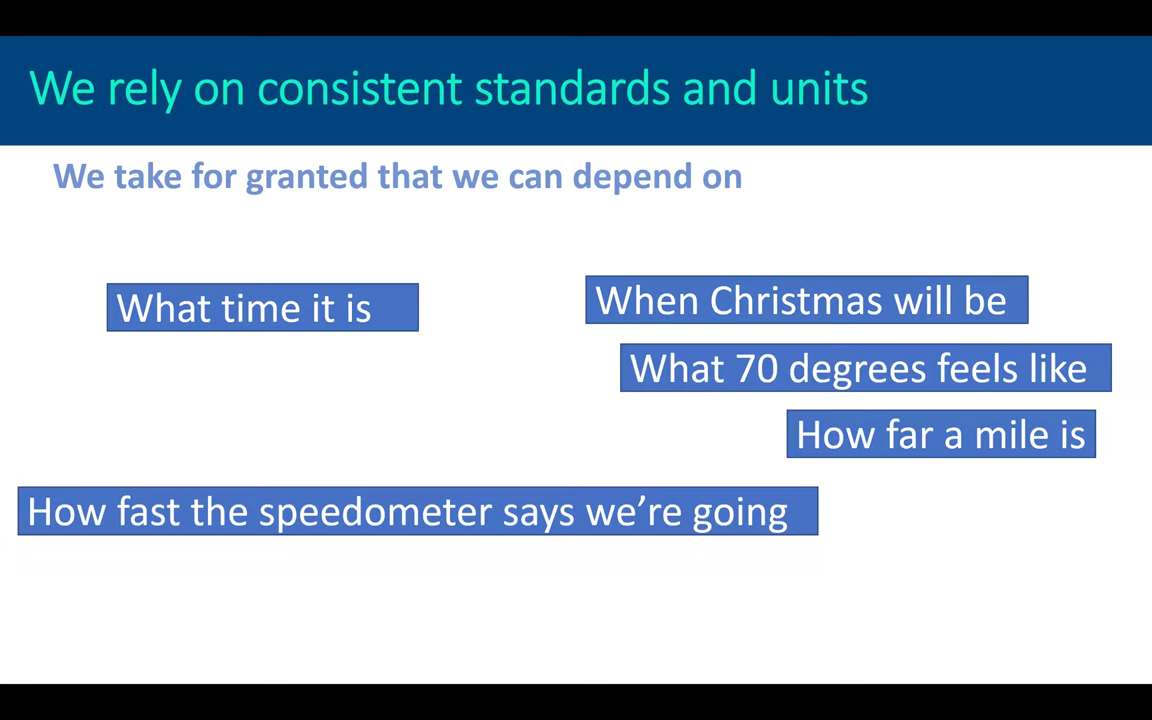 We rely on consistent standards and units
We take for granted that we can depend on
What time it is
When Christmas will be
What 70 degrees feels like
How far a mile is
How fast the speedometer says we’re going